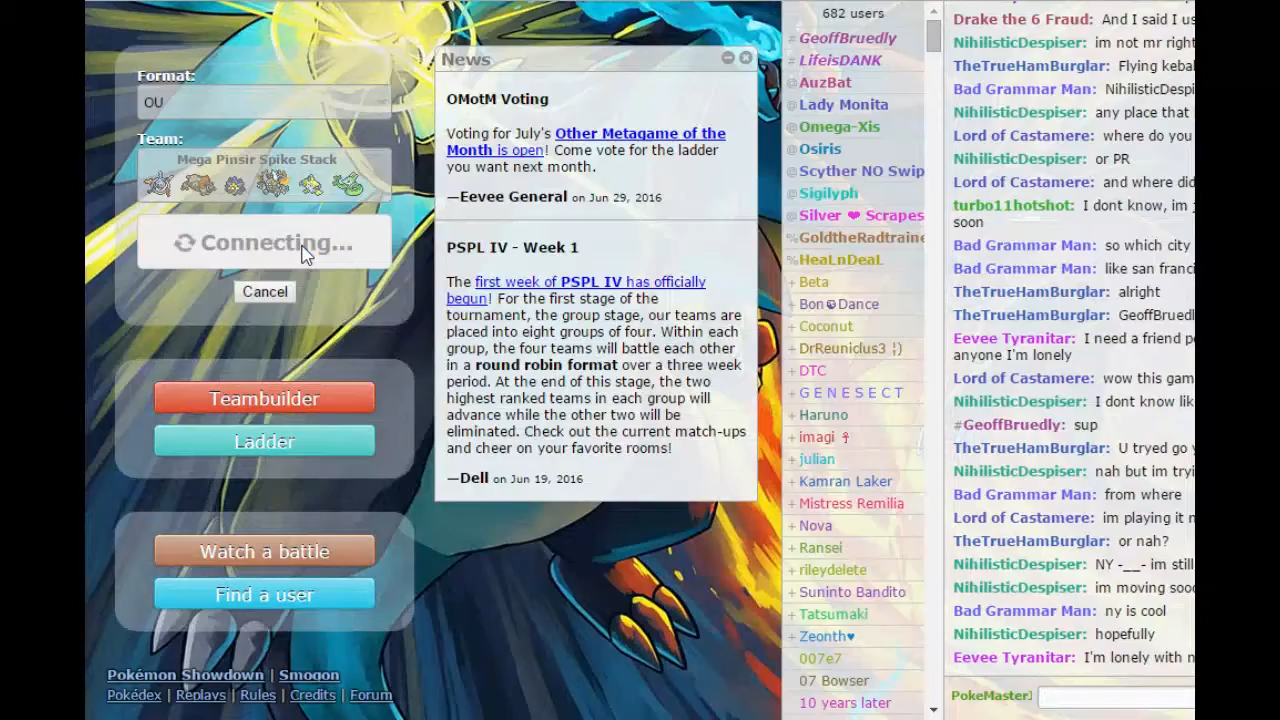 Format:
OU
Team:
Mega Pinsir Spike Stack
Connecting...
Cancel
Teambuilder
Ladder
Watch a battle
Find a user
Pokémon Showdown | Smogon
Pokédex | Replays | Rules | Credits | Forum
News
OMotM Voting
Voting for July's Other Metagame of the
Month is open! Come vote for the ladder
you want next month.
—Eevee General on Jun 29, 2016
PSPL IV - Week 1
The first week of PSPL IV has officially
begun! For the first stage of the
tournament, the group stage, our teams are
placed into eight groups of four. Within each
group, the four teams will battle each other
in a round robin format over a three week
period. At the end of this stage, the two
highest ranked teams in each group will
advance while the other two will be
eliminated. Check out the current match-ups
and cheer on your favorite rooms!
—Dell on Jun 19, 2016
682 users
# GeoffBruedly
# LifeisDANK
@ AuzBat
@ Lady Monita
@ Omega-Xis
@ Osiris
@ Scyther NO Swip
@ Sigilyph
@ Silver ❤ Scrapes
% GoldtheRadtraine
% HeaLnDeaL
+ Beta
+ Bon Dance
+ Coconut
+ DrReuniclus3 ¦)
+ DTC
+ G E N E S E C T
+ Haruno
+ imagi
+ julian
+ Kamran Laker
+ Mistress Remilia
+ Nova
+ Ransei
+ rileydelete
+ Suninto Bandito
+ Tatsumaki
+ Zeonth♥
007e7
07 Bowser
10 years later
Drake the 6 Fraud: And I said I us
NihilisticDespiser: im not mr right
TheTrueHamBurglar: Flying kebal
Bad Grammar Man: NihilisticDesp
NihilisticDespiser: any place that
Lord of Castamere: where do you
NihilisticDespiser: or PR
Lord of Castamere: and where did
turbo11hotshot: I dont know, im j
soon
Bad Grammar Man: so which city
Bad Grammar Man: like san franci
TheTrueHamBurglar: alright
TheTrueHamBurglar: GeoffBruedl
Eevee Tyranitar: I need a friend p
anyone I'm lonely
Lord of Castamere: wow this gam
NihilisticDespiser: I dont know lik
#GeoffBruedly: sup
TheTrueHamBurglar: U tryed go y
NihilisticDespiser: nah but im tryi
Bad Grammar Man: from where
Lord of Castamere: im playing it n
TheTrueHamBurglar: or nah?
NihilisticDespiser: NY -__- im still
NihilisticDespiser: im moving soo
Bad Grammar Man: ny is cool
NihilisticDespiser: hopefully
Eevee Tyranitar: I'm lonely with n
PokeMasterJ